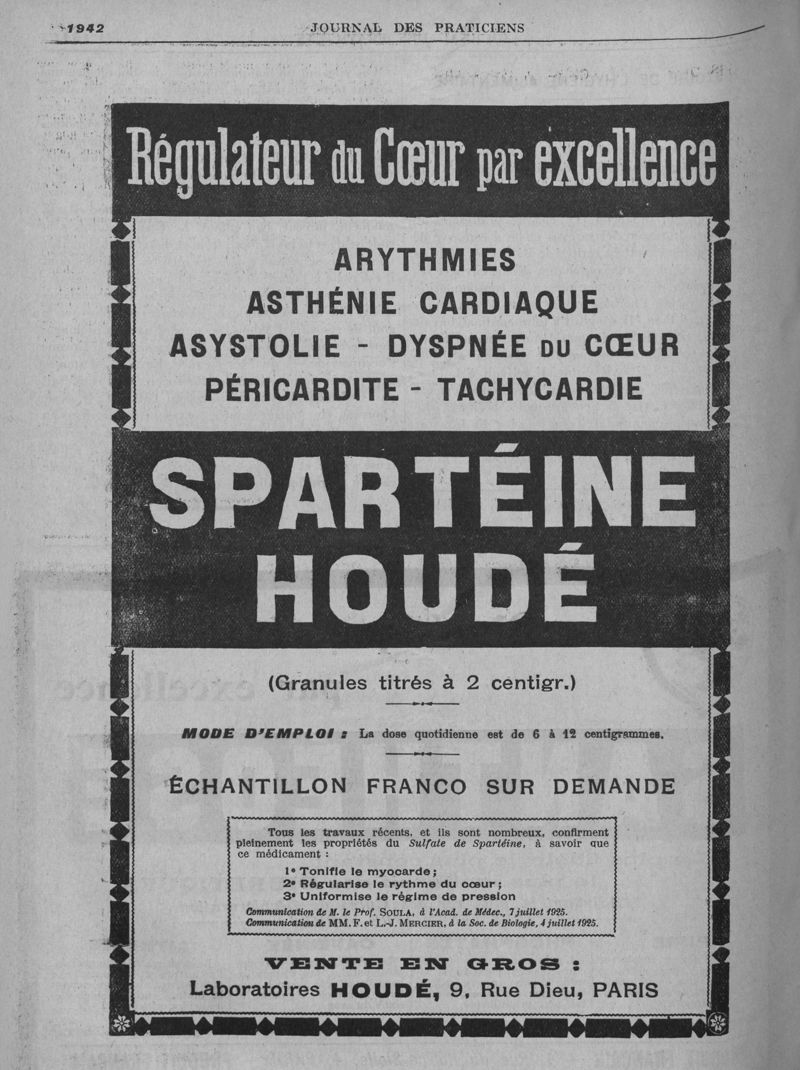 1942 JOURNAL DES PRATICIENS
Régulateur du Cœur par excellence
ARYTHMIES
ASTHÉNIE CARDIAQUE
ASYSTOLIE - DYSPNÉE DU CŒUR
PÉRICARDITE - TACHYCARDIE
SPARTÉINE
HOUDÉ
(Granules titrés à 2 centigr.)
MODE D'EMPLOI : La dose quotidienne est de 6 à 12 centigrammes.
ÉCHANTILLON FRANCO SUR DEMANDE
Tous les travaux récents, et ils sont nombreux, confirment
pleinement les propriétés du Sulfate de Spartéine, à savoir que
ce médicament :
1° Tonifie le myocarde ;
2° Régularise le rythme du cœur ;
3° Uniformise le régime de pression
Communication de M. le Prof. SOULA, à l'Acad. de Médec., 7 juillet 1925.
Communication de MM. F. et L.-J. MERCIER, à la Soc. de Biologie, 4 juillet 1925.
VENTE EN GROS :
Laboratoires HOUDÉ, 9, Rue Dieu, PARIS